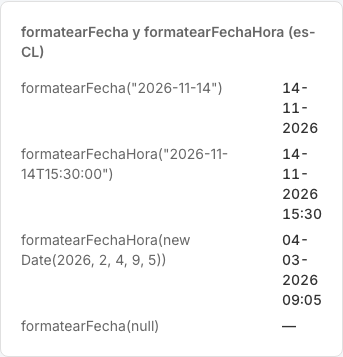 formatearFecha y formatearFechaHora (es-
CL)
formatearFecha("2026-11-14")
14-
11-
2026
formatearFechaHora("2026-11-
14T15:30:00")
14-
11-
2026
15:30
formatearFechaHora(new
Date(2026, 2, 4, 9, 5))
04-
03-
2026
09:05
formatearFecha(null)
—